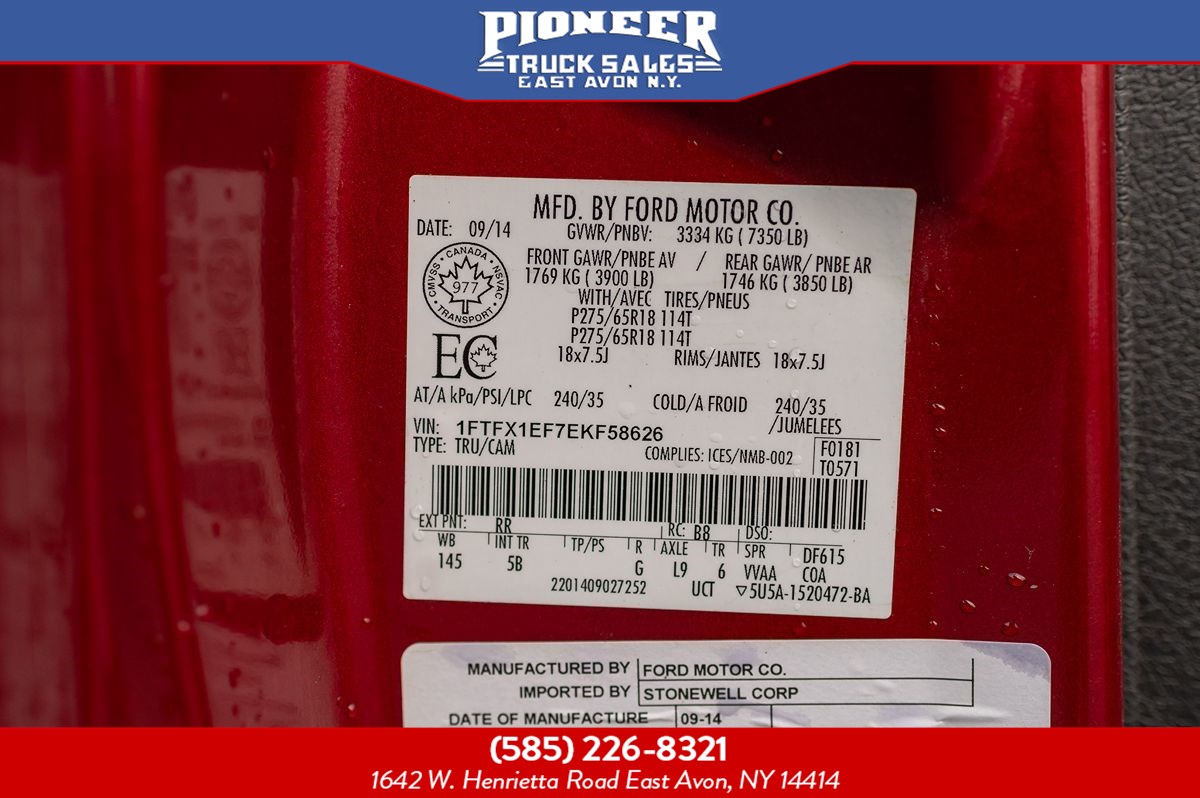 PIONEER
TRUCK SALES
EAST AVON N.Y.
MFD. BY FORD MOTOR CO.
DATE: 09/14
GVWR/PNBV: 3334 KG ( 7350 LB)
FRONT GAWR/PNBE AV / REAR GAWR/ PNBE AR
1769 KG ( 3900 LB) 1746 KG ( 3850 LB)
WITH/AVEC TIRES/PNEUS
P275/65R18 114T
P275/65R18 114T
18x7.5J RIMS/JANTES 18x7.5J
CMVSS · CANADA · NSVAC · TRANSPORT ·
977
EC
AT/A kPa/PSI/LPC 240/35 COLD/A FROID 240/35
/JUMELEES
VIN: 1FTFX1EF7EKF58626
TYPE: TRU/CAM COMPLIES: ICES/NMB-002
F0181
T0571
EXT PNT: RR RC: B8 DSO:
WB INT TR TP/PS R AXLE TR SPR DF615
145 5B G L9 6 VVAA COA
2201409027252 UCT ▽5U5A-1520472-BA
MANUFACTURED BY FORD MOTOR CO.
IMPORTED BY STONEWELL CORP
DATE OF MANUFACTURE 09-14
(585) 226-8321
1642 W. Henrietta Road East Avon, NY 14414